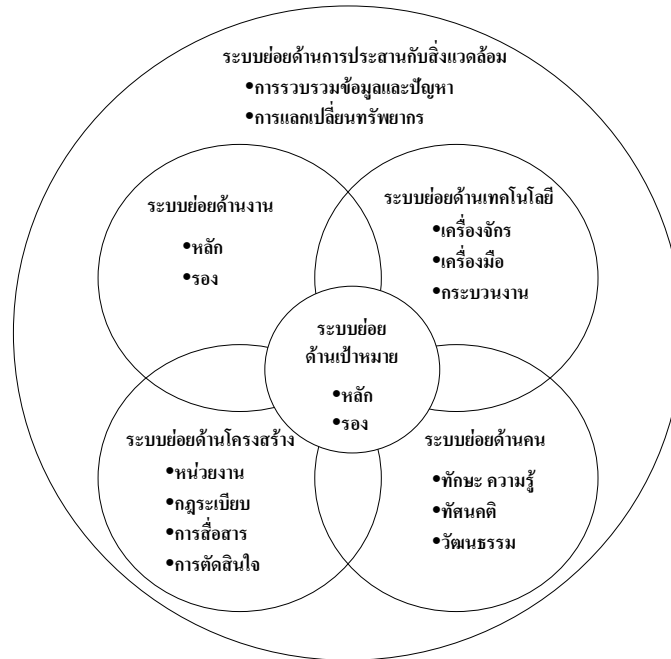 ระบบย่อยด้านการประสานกับสิ่งแวดล้อม
•การรวบรวมข้อมูลและปัญหา
•การแลกเปลี่ยนทรัพยากร
ระบบย่อยด้านงาน
•หลัก
•รอง
ระบบย่อยด้านเทคโนโลยี
•เครื่องจักร
•เครื่องมือ
•กระบวนงาน
ระบบย่อย
ด้านเป้าหมาย
•หลัก
•รอง
ระบบย่อยด้านโครงสร้าง
•หน่วยงาน
•กฎระเบียบ
•การสื่อสาร
•การตัดสินใจ
ระบบย่อยด้านคน
•ทักษะ ความรู้
•ทัศนคติ
•วัฒนธรรม